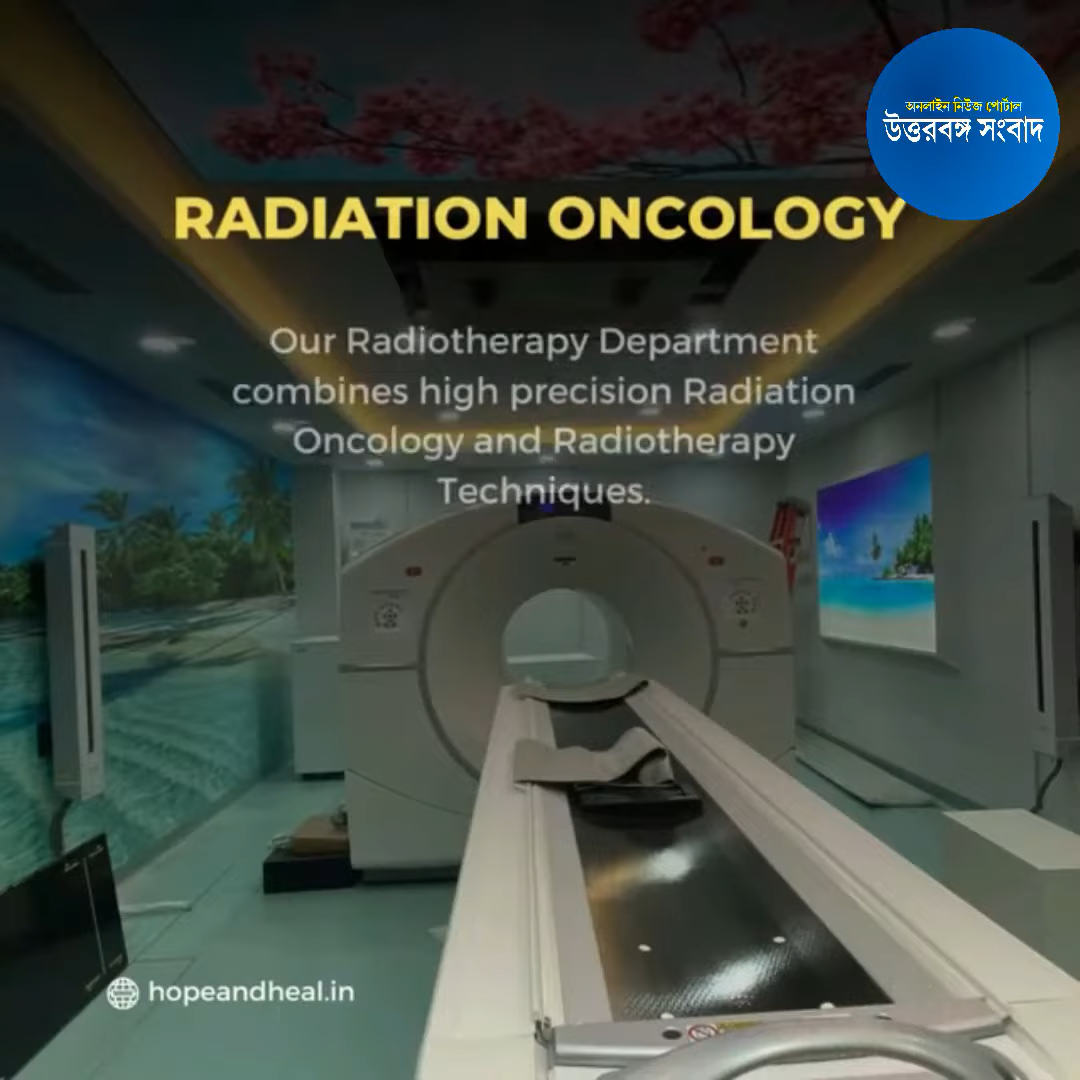 অনলাইন নিউজ পোর্টাল
উত্তরবঙ্গ সংবাদ
RADIATION ONCOLOGY
Our Radiotherapy Department
combines high precision Radiation
Oncology and Radiotherapy
Techniques.
hopeandheal.in